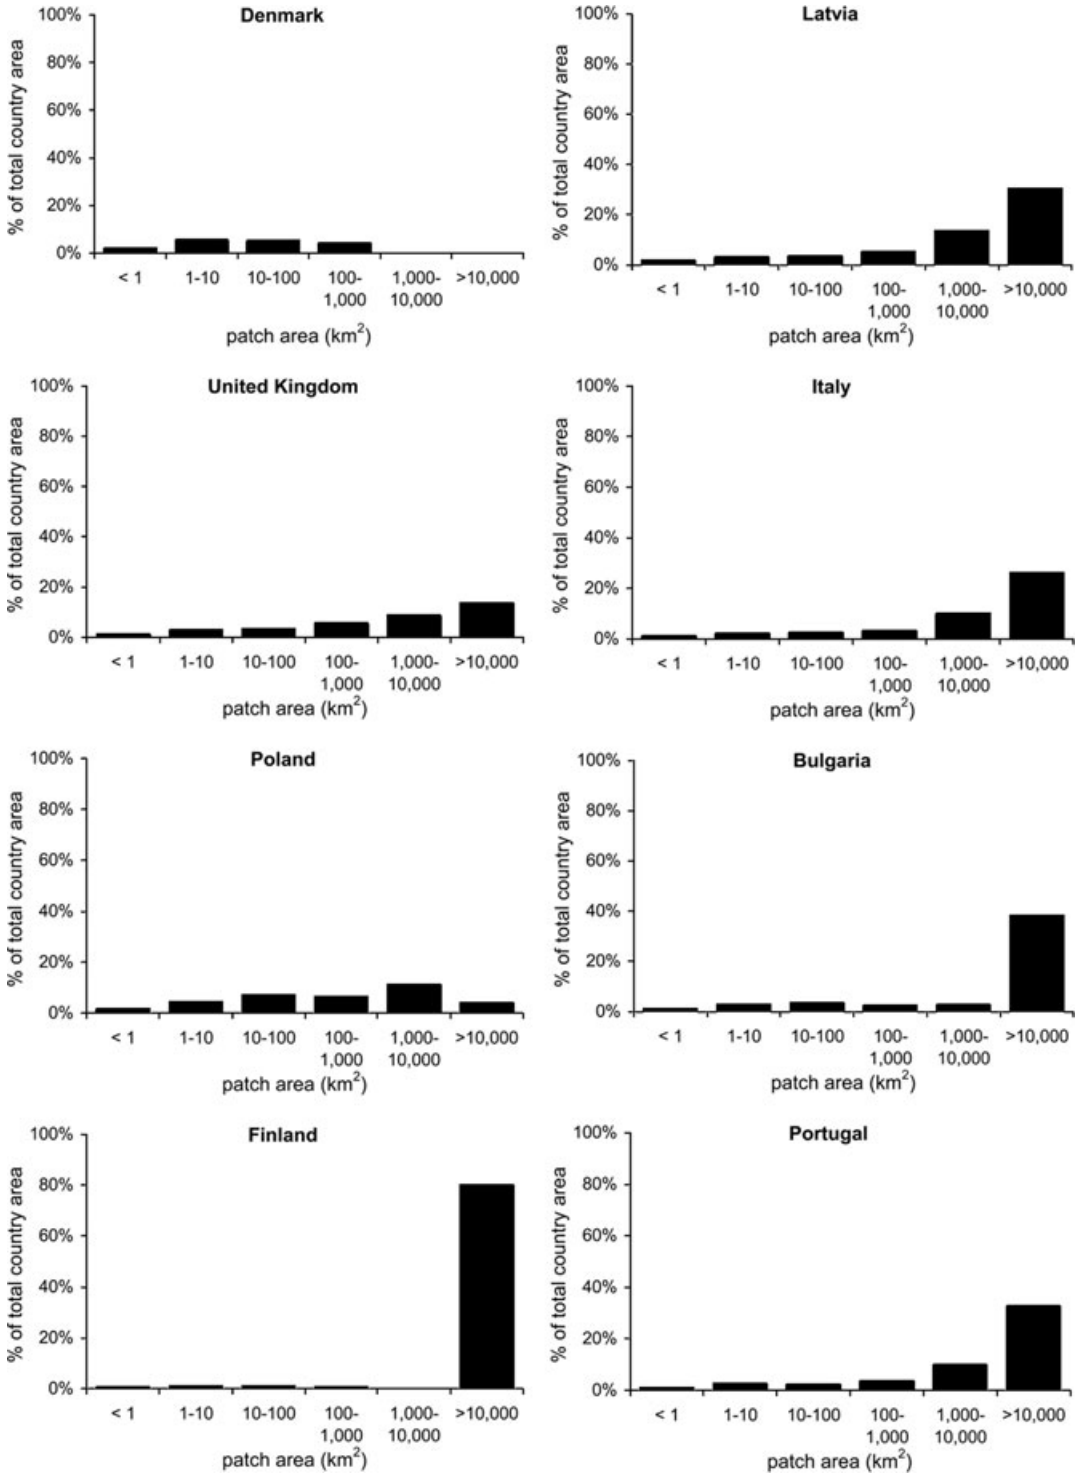 Denmark
% of total country area
100%
80%
60%
40%
20%
0%
< 1 1-10 10-100 100- 1,000- >10,000
1,000 10,000
patch area (km²)
Latvia
% of total country area
100%
80%
60%
40%
20%
0%
< 1 1-10 10-100 100- 1,000- >10,000
1,000 10,000
patch area (km²)
United Kingdom
% of total country area
100%
80%
60%
40%
20%
0%
< 1 1-10 10-100 100- 1,000- >10,000
1,000 10,000
patch area (km²)
Italy
% of total country area
100%
80%
60%
40%
20%
0%
< 1 1-10 10-100 100- 1,000- >10,000
1,000 10,000
patch area (km²)
Poland
% of total country area
100%
80%
60%
40%
20%
0%
< 1 1-10 10-100 100- 1,000- >10,000
1,000 10,000
patch area (km²)
Bulgaria
% of total country area
100%
80%
60%
40%
20%
0%
< 1 1-10 10-100 100- 1,000- >10,000
1,000 10,000
patch area (km²)
Finland
% of total country area
100%
80%
60%
40%
20%
0%
< 1 1-10 10-100 100- 1,000- >10,000
1,000 10,000
patch area (km²)
Portugal
% of total country area
100%
80%
60%
40%
20%
0%
< 1 1-10 10-100 100- 1,000- >10,000
1,000 10,000
patch area (km²)